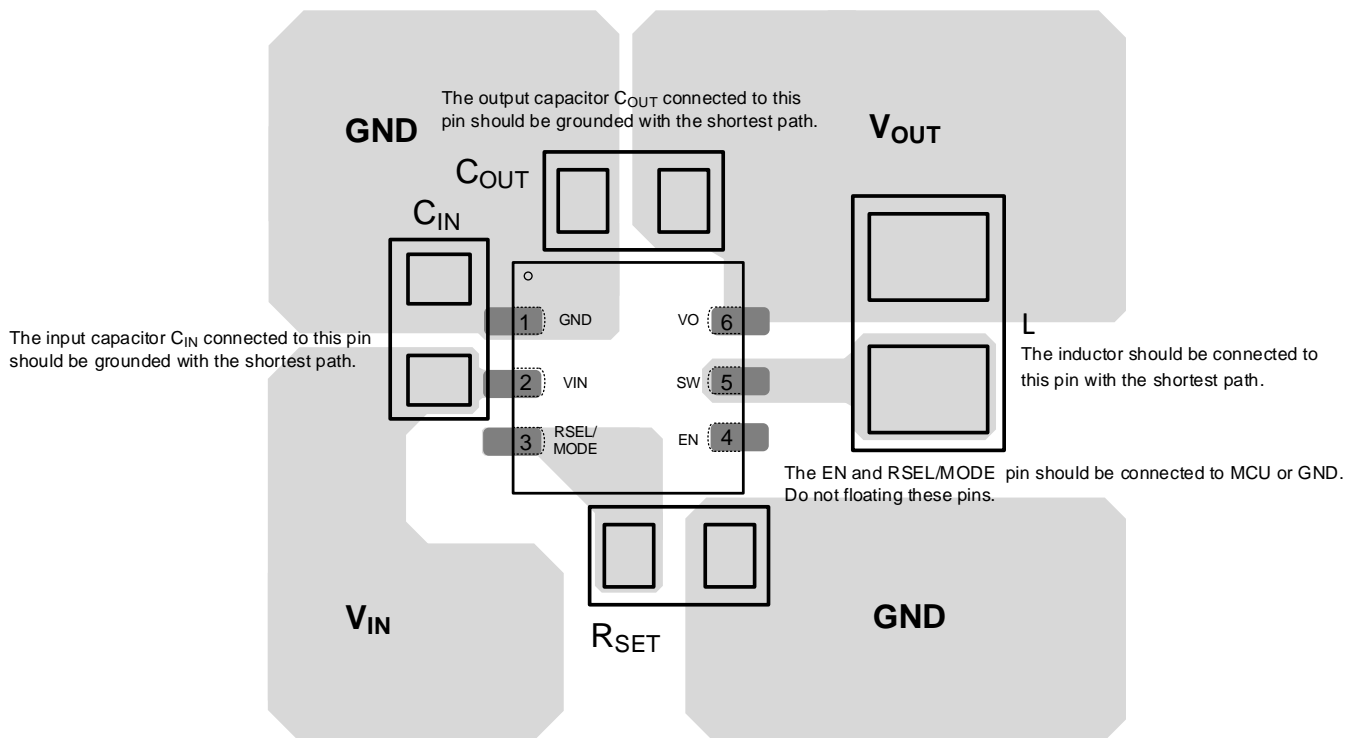 The output capacitor COUT connected to this
pin should be grounded with the shortest path.
GND
VOUT
COUT
CIN
1 GND
VO 6
The input capacitor CIN connected to this pin
should be grounded with the shortest path.
L
The inductor should be connected to
this pin with the shortest path.
2 VIN
SW 5
3 RSEL/
MODE
EN 4
The EN and RSEL/MODE pin should be connected to MCU or GND.
Do not floating these pins.
VIN
RSET
GND